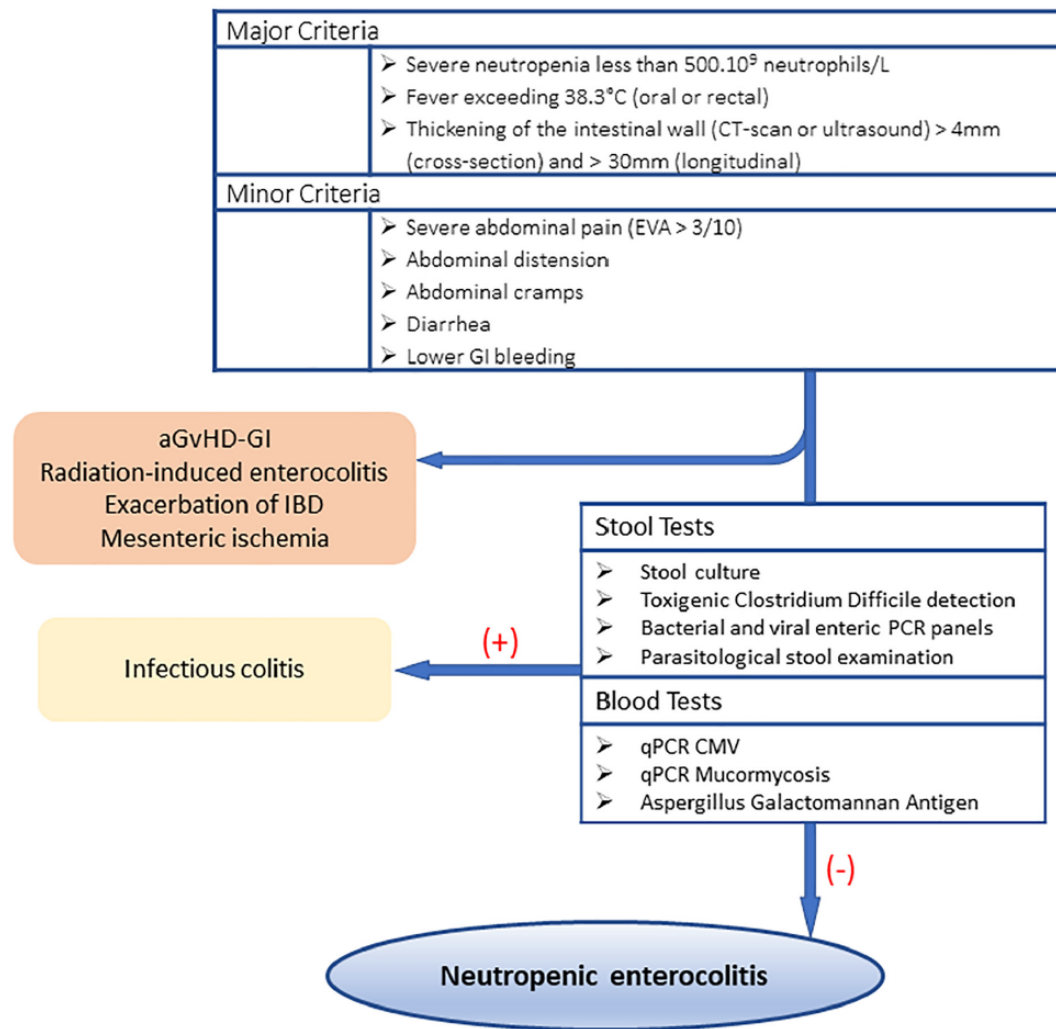 Major Criteria
➤ Severe neutropenia less than 500.10⁹ neutrophils/L
➤ Fever exceeding 38.3°C (oral or rectal)
➤ Thickening of the intestinal wall (CT-scan or ultrasound) > 4mm
(cross-section) and > 30mm (longitudinal)
Minor Criteria
➤ Severe abdominal pain (EVA > 3/10)
➤ Abdominal distension
➤ Abdominal cramps
➤ Diarrhea
➤ Lower GI bleeding
aGvHD-GI
Radiation-induced enterocolitis
Exacerbation of IBD
Mesenteric ischemia
Stool Tests
➤ Stool culture
➤ Toxigenic Clostridium Difficile detection
➤ Bacterial and viral enteric PCR panels
➤ Parasitological stool examination
(+)
Infectious colitis
Blood Tests
➤ qPCR CMV
➤ qPCR Mucormycosis
➤ Aspergillus Galactomannan Antigen
(-)
Neutropenic enterocolitis